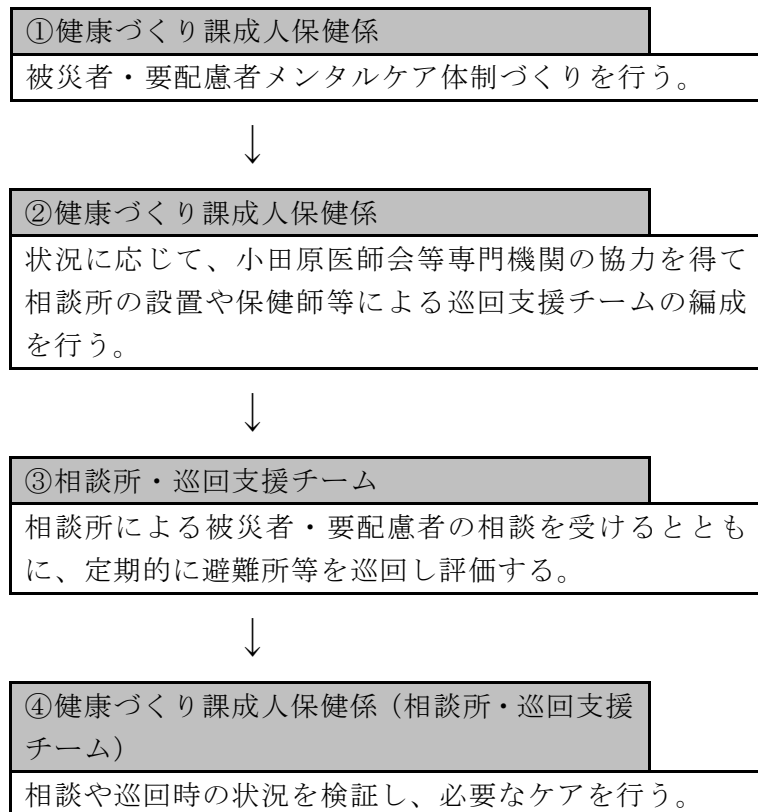 ①健康づくり課成人保健係
被災者・要配慮者メンタルケア体制づくりを行う。
↓
②健康づくり課成人保健係
状況に応じて、小田原医師会等専門機関の協力を得て
相談所の設置や保健師等による巡回支援チームの編成
を行う。
↓
③相談所・巡回支援チーム
相談所による被災者・要配慮者の相談を受けるととも
に、定期的に避難所等を巡回し評価する。
↓
④健康づくり課成人保健係（相談所・巡回支援
チーム）
相談や巡回時の状況を検証し、必要なケアを行う。